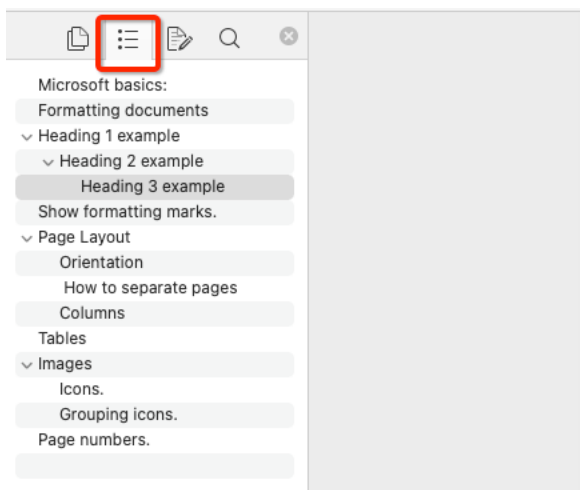 Microsoft basics:
Formatting documents
Heading 1 example
Heading 2 example
Heading 3 example
Show formatting marks.
Page Layout
Orientation
How to separate pages
Columns
Tables
Images
Icons.
Grouping icons.
Page numbers.